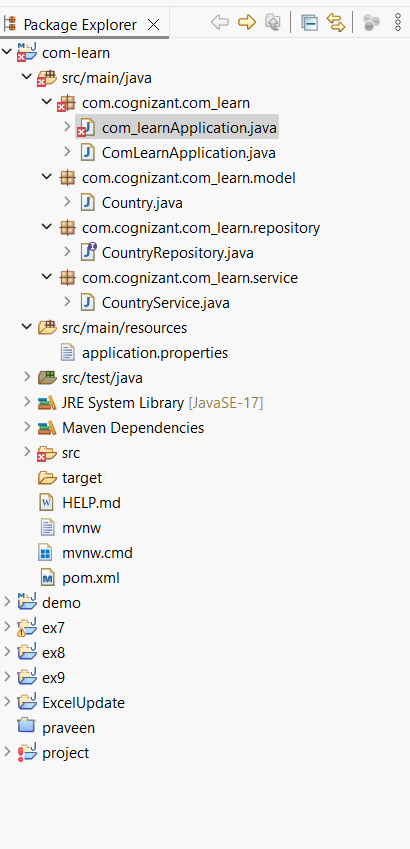 Package Explorer
com-learn
src/main/java
com.cognizant.com_learn
com_learnApplication.java
ComLearnApplication.java
com.cognizant.com_learn.model
Country.java
com.cognizant.com_learn.repository
CountryRepository.java
com.cognizant.com_learn.service
CountryService.java
src/main/resources
application.properties
src/test/java
JRE System Library [JavaSE-17]
Maven Dependencies
src
target
HELP.md
mvnw
mvnw.cmd
pom.xml
demo
ex7
ex8
ex9
ExcelUpdate
praveen
project